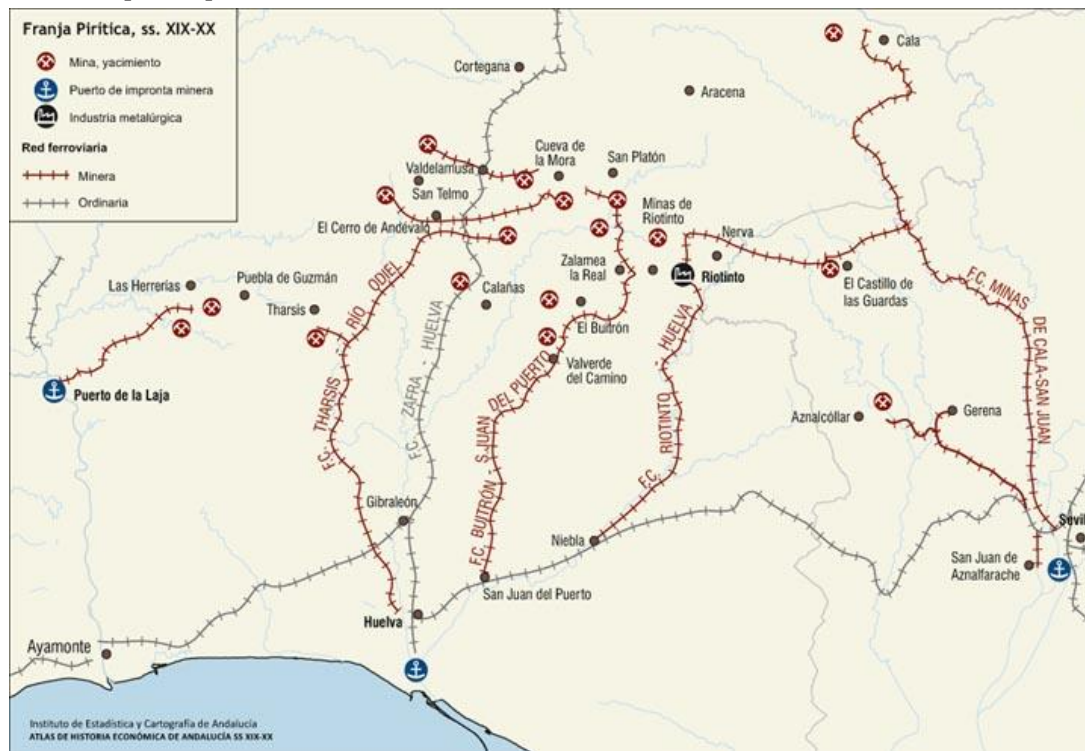 Franja Pirítica, ss. XIX-XX
Mina, yacimiento
Puerto de impronta minera
Industria metalúrgica
Red ferroviaria
Minera
Ordinaria
Cortegana
Cala
Aracena
Valdelamusa
Cueva de
la Mora
San Platón
San Telmo
Minas de
Riotinto
El Cerro de Andévalo
Nerva
Las Herrerías
Puebla de Guzmán
Tharsis
Calañas
Zalamea
la Real
Riotinto
El Castillo de
las Guardas
El Buitrón
Puerto de la Laja
Valverde
del Camino
Aznalcóllar
Gerena
F.C. THARSIS - RÍO ODIEL
F.C. ZAFRA - HUELVA
F.C. BUITRÓN - S.JUAN DEL PUERTO
F.C. RIOTINTO - HUELVA
F.C. MINAS DE CALA-SAN JUAN
Gibraleón
Niebla
Sevil
San Juan de
Aznalfarache
San Juan del Puerto
Huelva
Ayamonte
Instituto de Estadística y Cartografía de Andalucía
ATLAS DE HISTORIA ECONÓMICA DE ANDALUCÍA SS XIX-XX